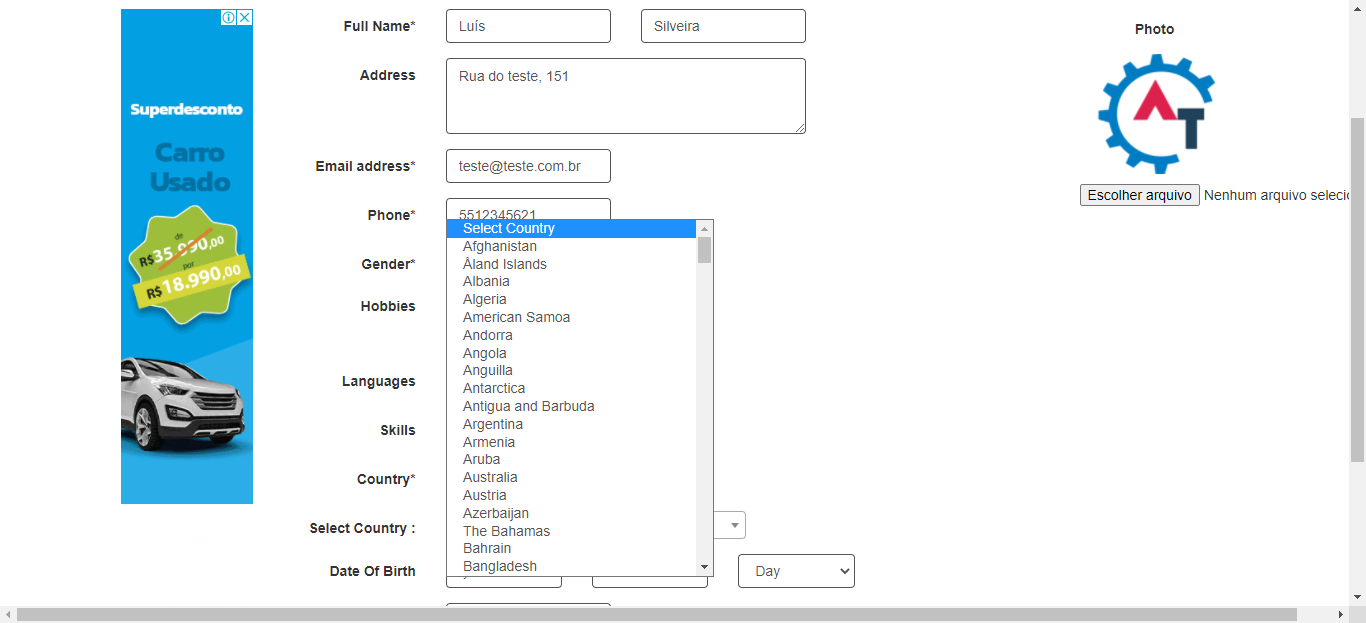 Full Name*
Luís
Silveira
Photo
Address
Rua do teste, 151
Superdesconto
Carro
Usado
de
R$35.990,00
por
R$18.990,00
AT
Email address*
teste@teste.com.br
Escolher arquivo
Nenhum arquivo selecio
Phone*
5512345621
Select Country
Afghanistan
Gender*
Åland Islands
Albania
Algeria
Hobbies
American Samoa
Andorra
Angola
Anguilla
Languages
Antarctica
Antigua and Barbuda
Argentina
Skills
Armenia
Aruba
Country*
Australia
Austria
Azerbaijan
Select Country :
The Bahamas
Bahrain
Date Of Birth
Bangladesh
Day